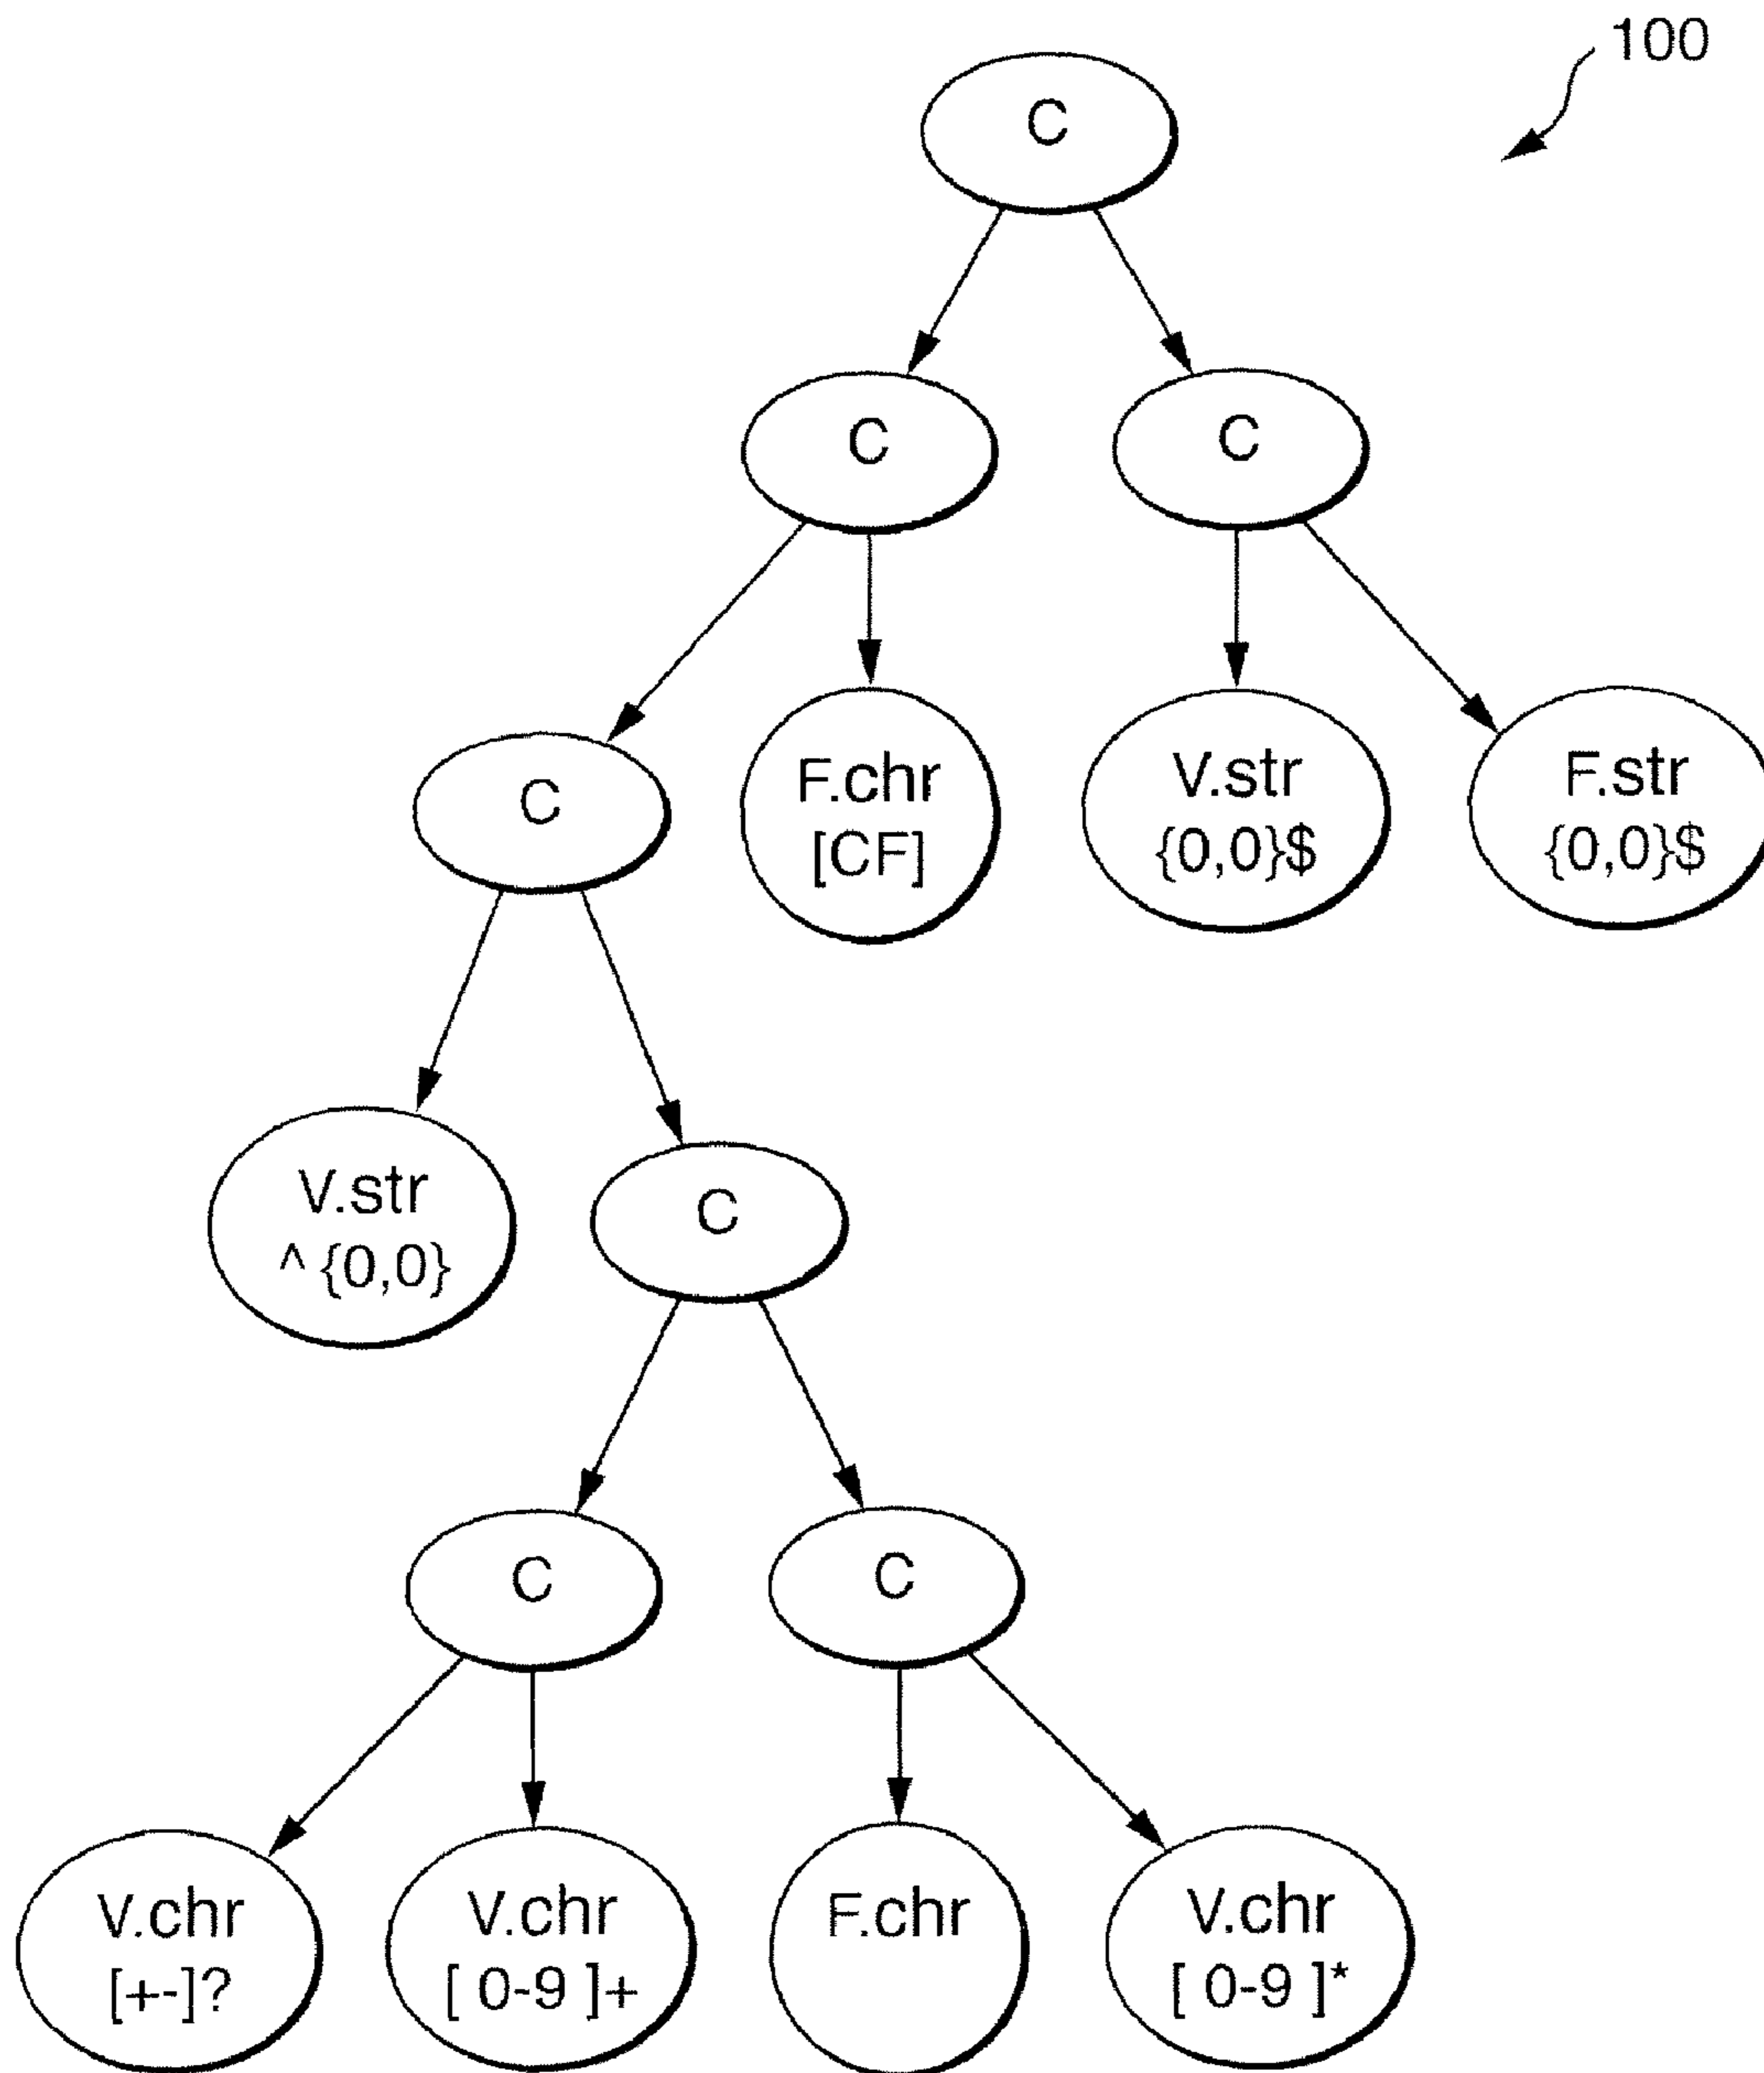 100
C
C
C
C
F.chr
[CF]
V.str
{0,0}$
F.str
{0,0}$
V.str
^{0,0}
C
C
C
V.chr
[+-]?
V.chr
[ 0-9 ]+
F.chr
V.chr
[ 0-9 ]*